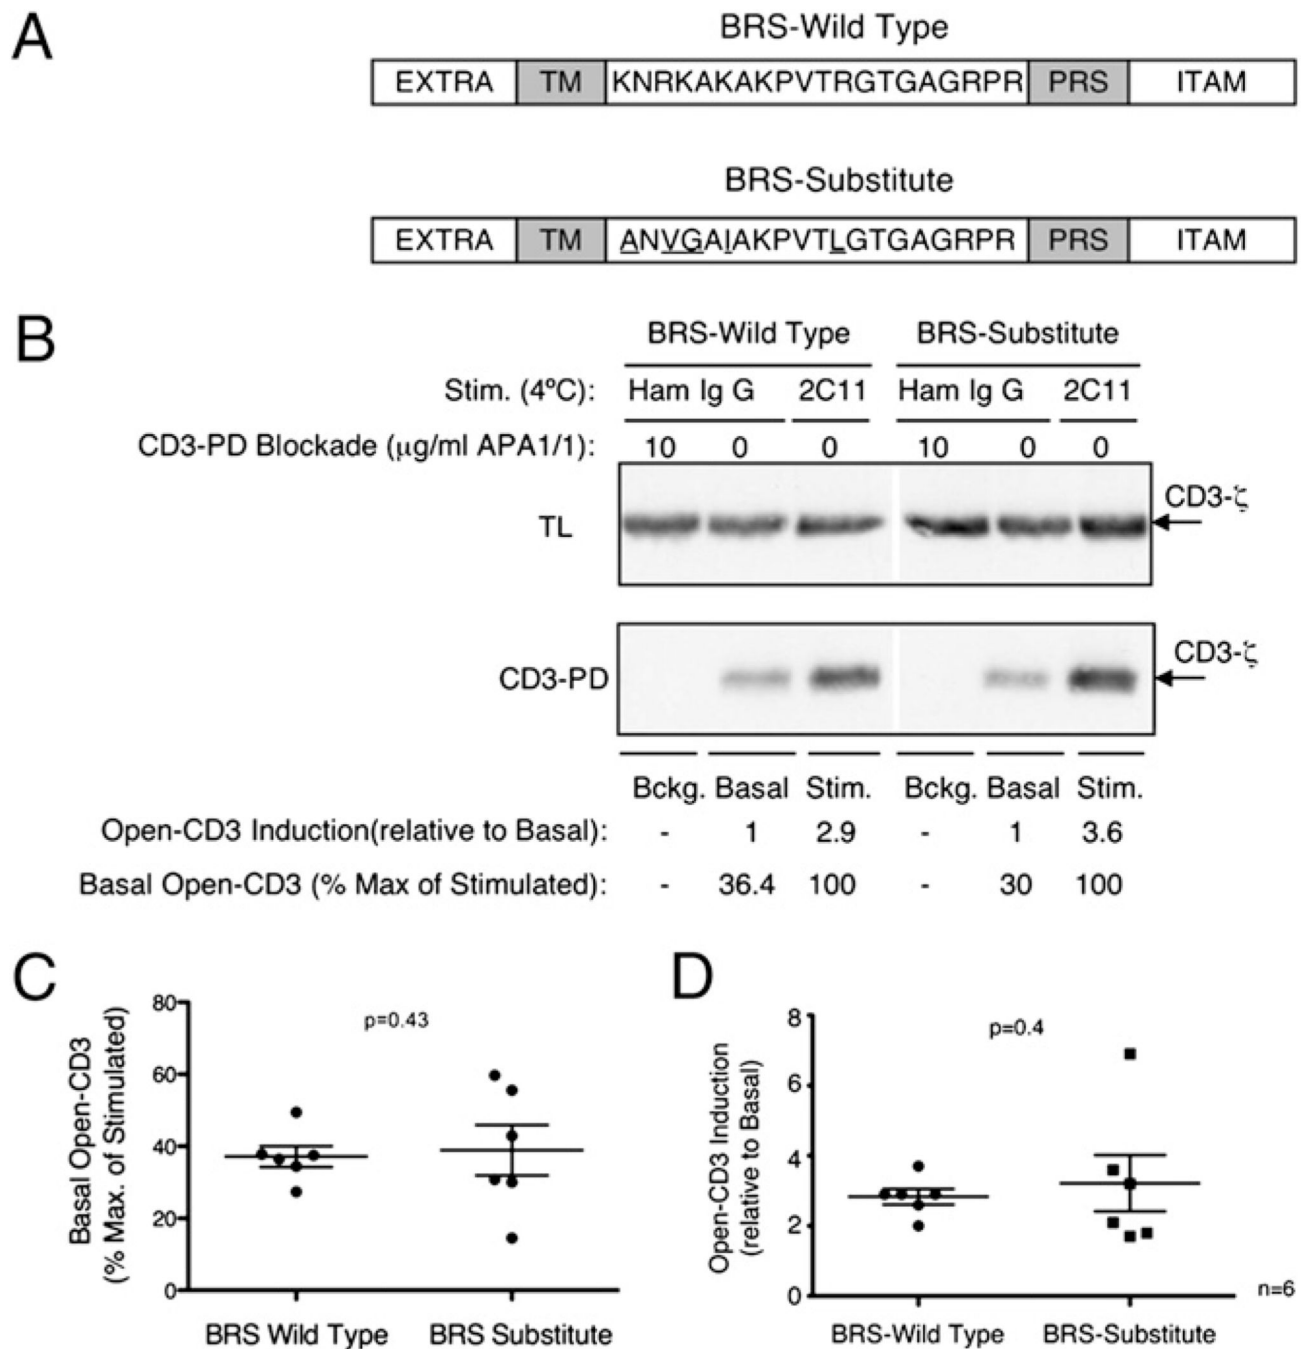 A
BRS-Wild Type
EXTRA TM KNRKAKAKPVTRGTGAGRPR PRS ITAM
BRS-Substitute
EXTRA TM ANVGAIAKPVTLGTGAGRPR PRS ITAM
B
BRS-Wild Type BRS-Substitute
Stim. (4ºC): Ham Ig G 2C11 Ham Ig G 2C11
CD3-PD Blockade (μg/ml APA1/1): 10 0 0 10 0 0
CD3-ζ
TL
CD3-ζ
CD3-PD
Bckg. Basal Stim. Bckg. Basal Stim.
Open-CD3 Induction(relative to Basal): - 1 2.9 - 1 3.6
Basal Open-CD3 (% Max of Stimulated): - 36.4 100 - 30 100
C
Basal Open-CD3
(% Max. of Stimulated)
80
60
40
20
0
p=0.43
BRS Wild Type BRS Substitute
D
Open-CD3 Induction
(relative to Basal)
8
6
4
2
0
p=0.4
n=6
BRS-Wild Type BRS-Substitute